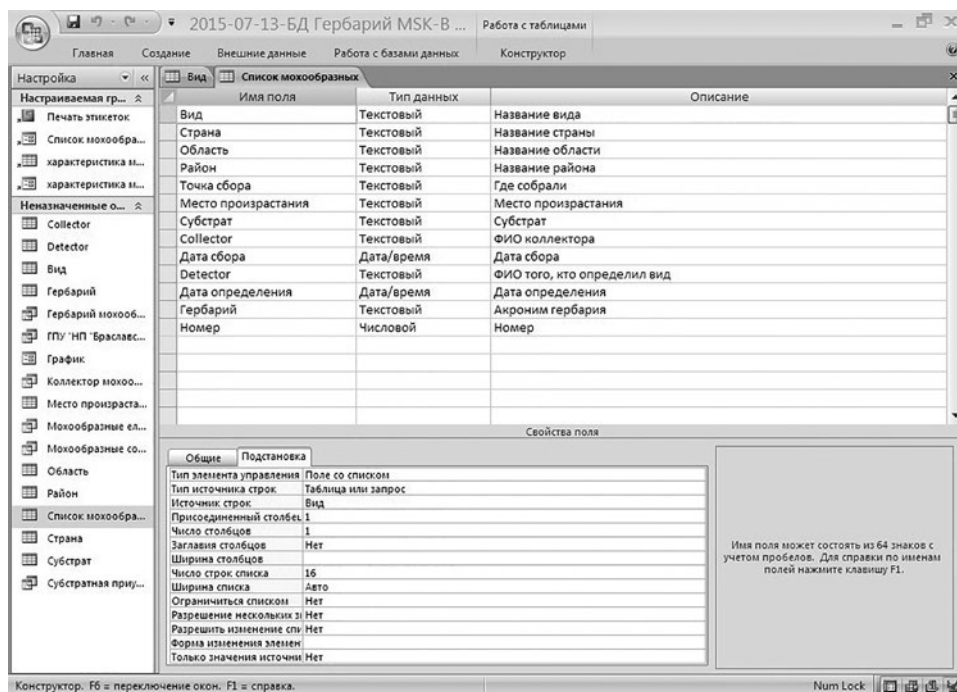 2015-07-13-БД Гербарий MSK-B ...
Работа с таблицами
Главная Создание Внешние данные Работа с базами данных Конструктор
Настройка
Вид Список мохообразных
Настраиваемая гр...
Печать этикеток
Список мохообра...
характеристика м...
характеристика м...
Неназначенные о...
Collector
Detector
Вид
Гербарий
Гербарий мохооб...
ГПУ "НП "Браславс...
График
Коллектор мохоо...
Место произраста...
Мохообразные ел...
Мохообразные со...
Область
Район
Список мохообра...
Страна
Субстрат
Субстратная приу...
Имя поля Тип данных Описание
Вид Текстовый Название вида
Страна Текстовый Название страны
Область Текстовый Название области
Район Текстовый Название района
Точка сбора Текстовый Где собрали
Место произрастания Текстовый Место произрастания
Субстрат Текстовый Субстрат
Collector Текстовый ФИО коллектора
Дата сбора Дата/время Дата сбора
Detector Текстовый ФИО того, кто определил вид
Дата определения Дата/время Дата определения
Гербарий Текстовый Акроним гербария
Номер Числовой Номер
Свойства поля
Общие Подстановка
Тип элемента управления Поле со списком
Тип источника строк Таблица или запрос
Источник строк Вид
Присоединенный столбец 1
Число столбцов 1
Заглавия столбцов Нет
Ширина столбцов
Число строк списка 16
Ширина списка Авто
Ограничиться списком Нет
Разрешение нескольких з Нет
Разрешить изменение спи Нет
Форма изменения элемен
Только значения источни Нет
Имя поля может состоять из 64 знаков с
учетом пробелов. Для справки по именам
полей нажмите клавишу F1.
Конструктор. F6 = переключение окон. F1 = справка.
Num Lock